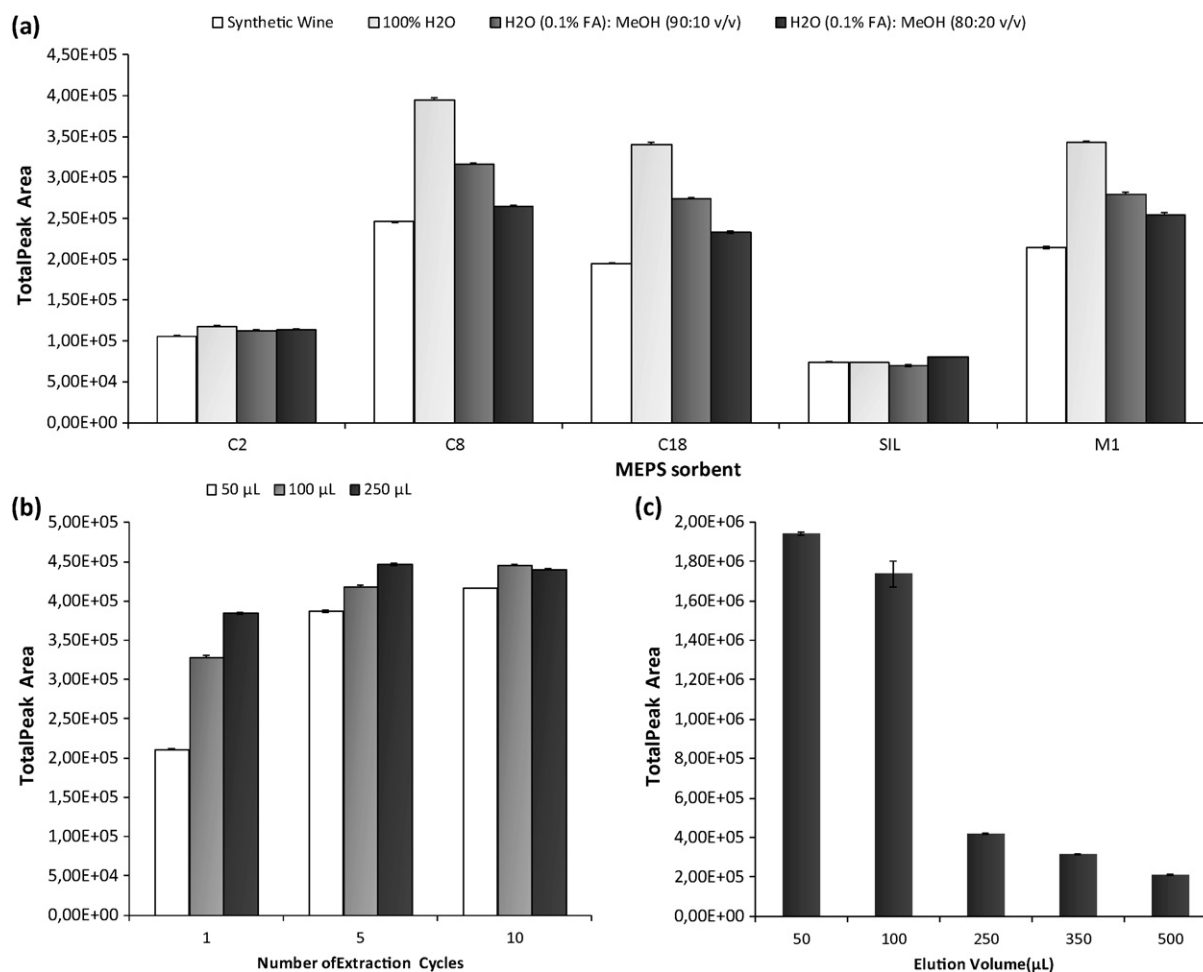 (a)
Synthetic Wine 100% H2O H2O (0.1% FA): MeOH (90:10 v/v) H2O (0.1% FA): MeOH (80:20 v/v)
TotalPeak Area
4,50E+05
4,00E+05
3,50E+05
3,00E+05
2,50E+05
2,00E+05
1,50E+05
1,00E+05
5,00E+04
0,00E+00
C2 C8 C18 SIL M1
MEPS sorbent
(b)
50 µL 100 µL 250 µL
TotalPeak Area
5,00E+05
4,50E+05
4,00E+05
3,50E+05
3,00E+05
2,50E+05
2,00E+05
1,50E+05
1,00E+05
5,00E+04
0,00E+00
1 5 10
Number ofExtraction Cycles
(c)
TotalPeak Area
2,00E+06
1,80E+06
1,60E+06
1,40E+06
1,20E+06
1,00E+06
8,00E+05
6,00E+05
4,00E+05
2,00E+05
0,00E+00
50 100 250 350 500
Elution Volume(µL)